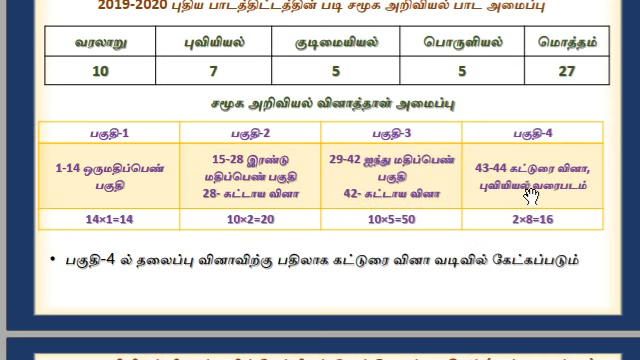 2019-2020 புதிய பாடத்திட்டத்தின் படி சமூக அறிவியல் பாட அமைப்பு
வரலாறு புவியியல் குடிமையியல் பொருளியல் மொத்தம்
10 7 5 5 27
சமூக அறிவியல் வினாத்தாள் அமைப்பு
பகுதி-1 பகுதி-2 பகுதி-3 பகுதி-4
1-14 ஒருமதிப்பெண் பகுதி 15-28 இரண்டு மதிப்பெண் பகுதி 28- கட்டாய வினா 29-42 ஐந்து மதிப்பெண் பகுதி 42- கட்டாய வினா 43-44 கட்டுரை வினா, புவியியல் வரைபடம்
14×1=14 10×2=20 10×5=50 2×8=16
• பகுதி-4 ல் தலைப்பு வினாவிற்கு பதிலாக கட்டுரை வினா வடிவில் கேட்கப்படும்